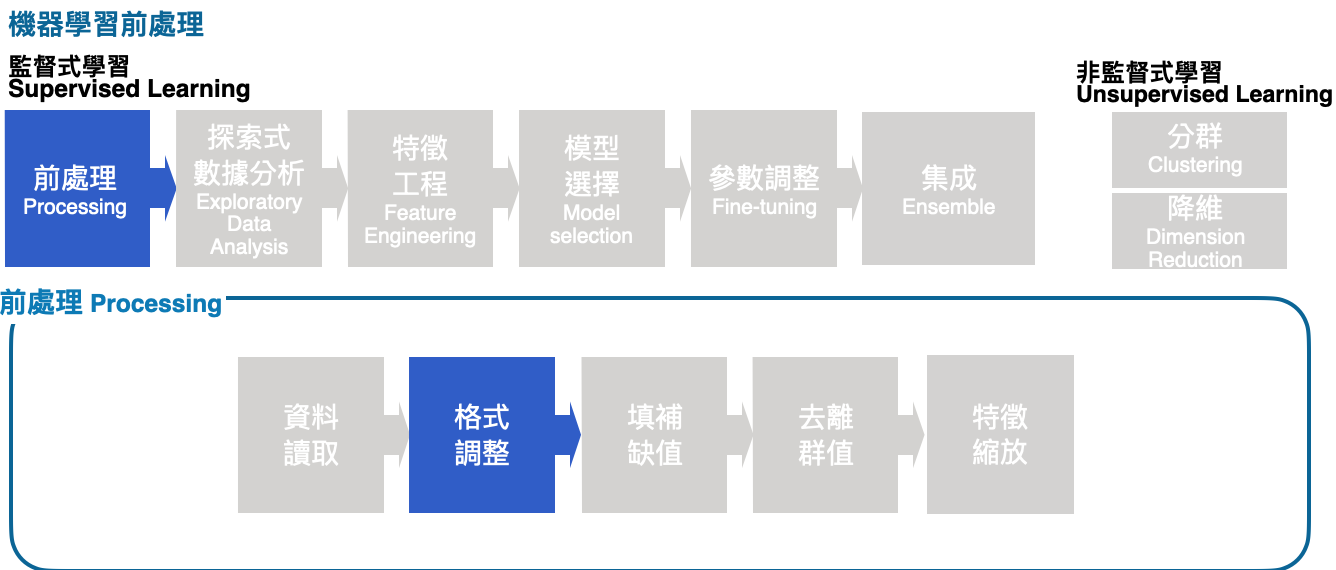 機器學習前處理
監督式學習
Supervised Learning
非監督式學習
Unsupervised Learning
前處理
Processing
探索式
數據分析
Exploratory
Data
Analysis
特徵
工程
Feature
Engineering
模型
選擇
Model
selection
參數調整
Fine-tuning
集成
Ensemble
分群
Clustering
降維
Dimension
Reduction
前處理 Processing
資料
讀取
格式
調整
填補
缺值
去離
群值
特徵
縮放